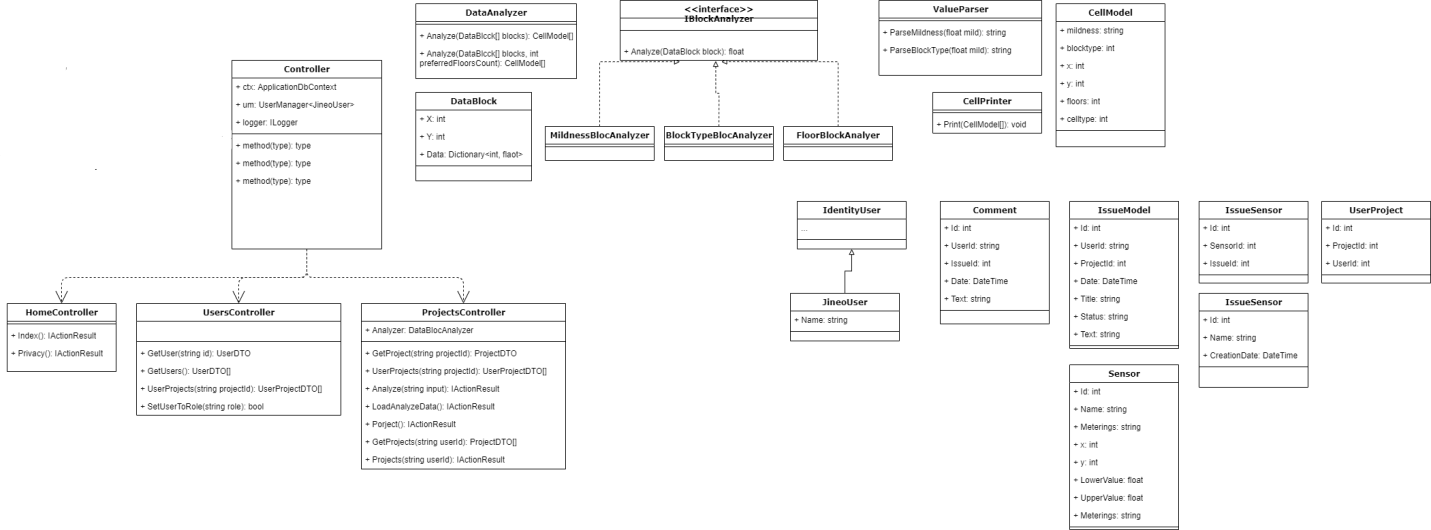 DataAnalyzer
+ Analyze(DataBlcck[] blocks): CellModel[]
+ Analyze(DataBlcck[] blocks, int
preferredFloorsCount): CellModel[]
<<interface>>
IBlockAnalyzer
+ Analyze(DataBlock block): float
ValueParser
+ ParseMildness(float mild): string
+ ParseBlockType(float mild): string
CellModel
+ mildness: string
+ blocktype: int
+ x: int
+ y: int
+ floors: int
+ celltype: int
Controller
+ ctx: ApplicationDbContext
+ um: UserManager<JineoUser>
+ logger: ILogger
+ method(type): type
+ method(type): type
+ method(type): type
DataBlock
+ X: int
+ Y: int
+ Data: Dictionary<int, flaot>
CellPrinter
+ Print(CellModel[]): void
MildnessBlocAnalyzer
BlockTypeBlocAnalyzer
FloorBlockAnalyer
IdentityUser
...
JineoUser
+ Name: string
Comment
+ Id: int
+ UserId: string
+ IssueId: int
+ Date: DateTime
+ Text: string
IssueModel
+ Id: int
+ UserId: string
+ ProjectId: int
+ Date: DateTime
+ Title: string
+ Status: string
+ Text: string
IssueSensor
+ Id: int
+ SensorId: int
+ IssueId: int
UserProject
+ Id: int
+ ProjectId: int
+ UserId: int
IssueSensor
+ Id: int
+ Name: string
+ CreationDate: DateTime
HomeController
+ Index(): IActionResult
+ Privacy(): IActionResult
UsersController
+ GetUser(string id): UserDTO
+ GetUsers(): UserDTO[]
+ UserProjects(string projectId): UserProjectDTO[]
+ SetUserToRole(string role): bool
ProjectsController
+ Analyzer: DataBlocAnalyzer
+ GetProject(string projectId): ProjectDTO
+ UserProjects(string projectId): UserProjectDTO[]
+ Analyze(string input): IActionResult
+ LoadAnalyzeData(): IActionResult
+ Porject(): IActionResult
+ GetProjects(string userId): ProjectDTO[]
+ Projects(string userId): IActionResult
Sensor
+ Id: int
+ Name: string
+ Meterings: string
+ x: int
+ y: int
+ LowerValue: float
+ UpperValue: float
+ Meterings: string